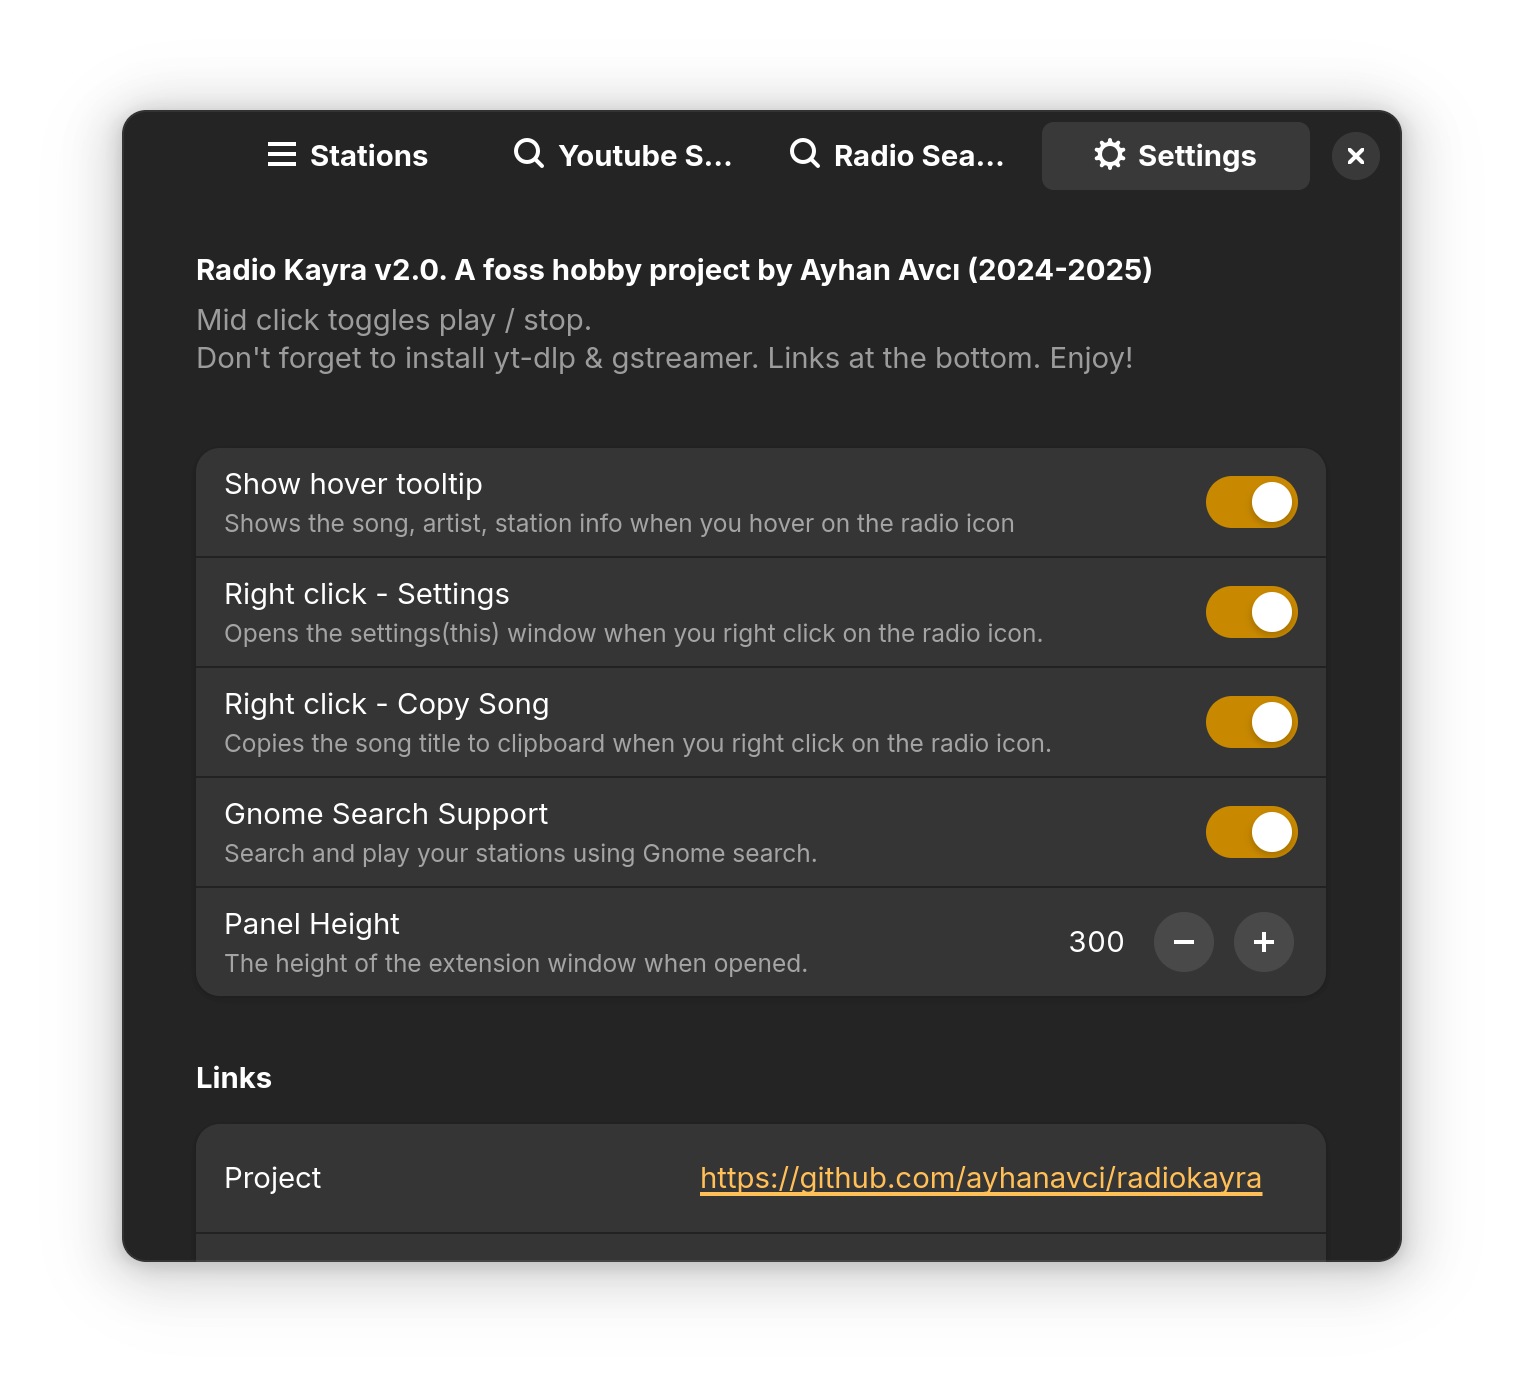 Stations
Youtube S...
Radio Sea...
Settings
Radio Kayra v2.0. A foss hobby project by Ayhan Avcı (2024-2025)
Mid click toggles play / stop.
Don't forget to install yt-dlp & gstreamer. Links at the bottom. Enjoy!
Show hover tooltip
Shows the song, artist, station info when you hover on the radio icon
Right click - Settings
Opens the settings(this) window when you right click on the radio icon.
Right click - Copy Song
Copies the song title to clipboard when you right click on the radio icon.
Gnome Search Support
Search and play your stations using Gnome search.
Panel Height
300
The height of the extension window when opened.
Links
Project
https://github.com/ayhanavci/radiokayra